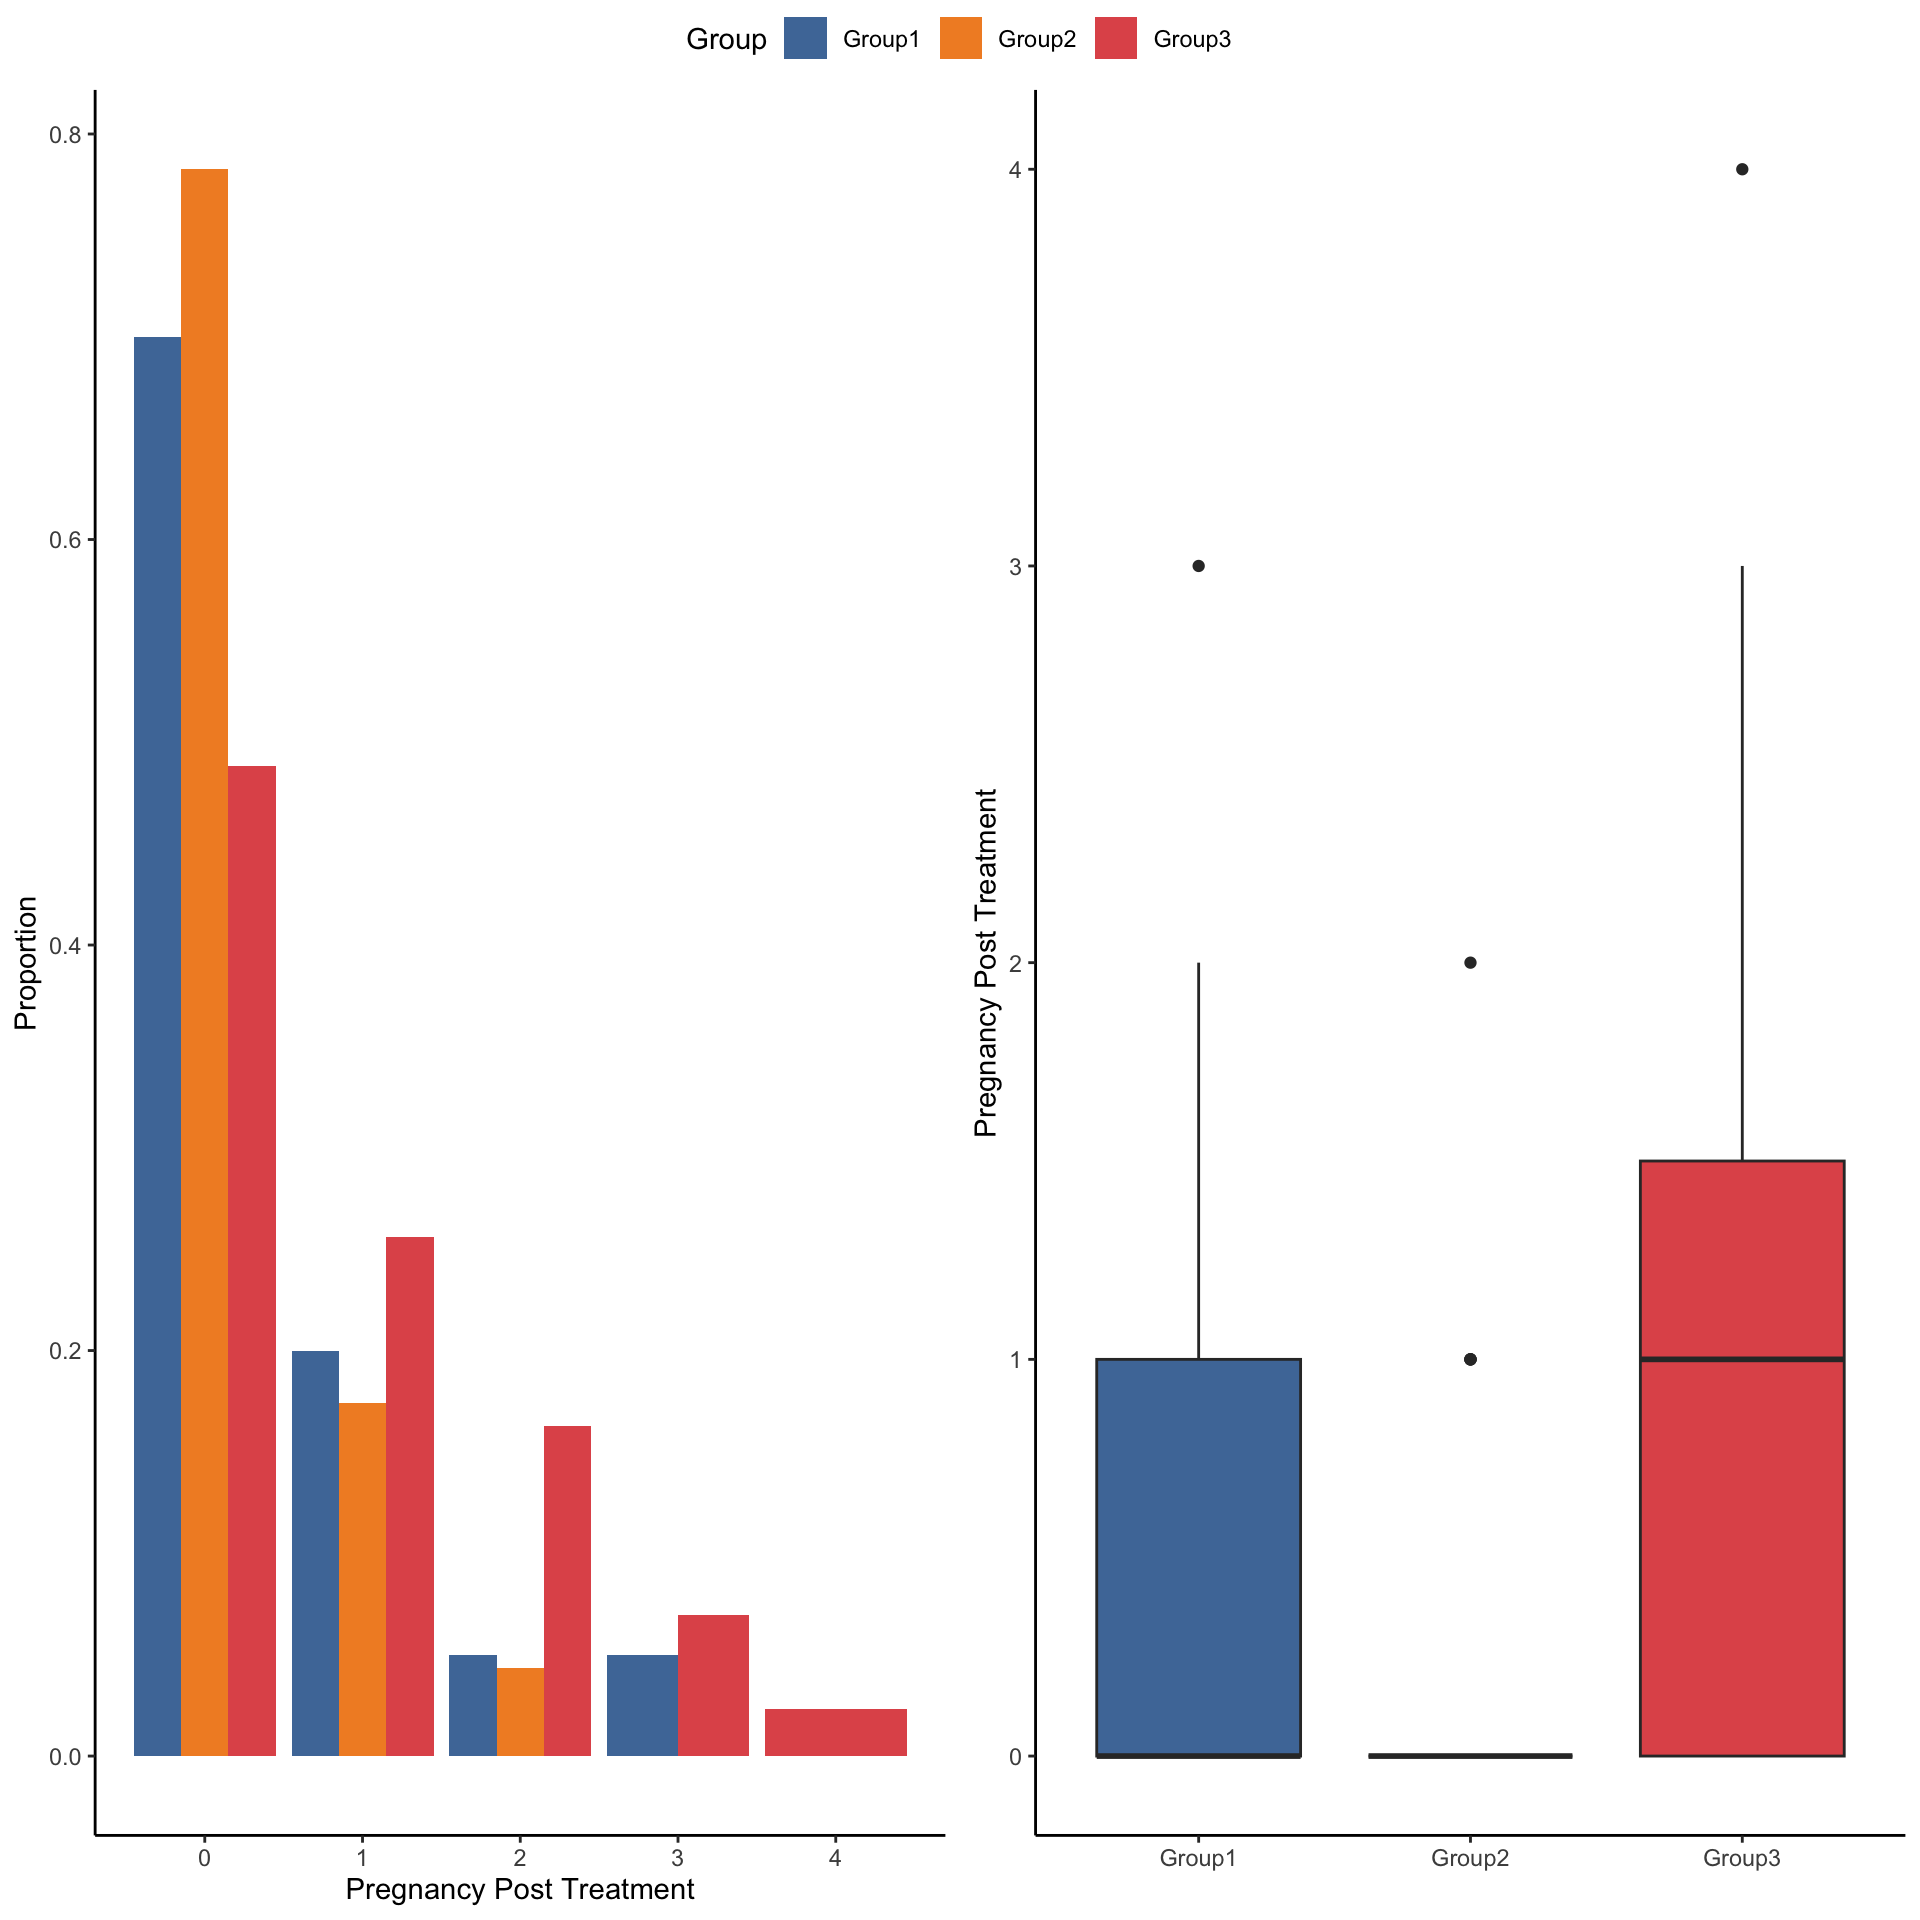 Group Group1 Group2 Group3
Proportion
0.8
0.6
0.4
0.2
0.0
0 1 2 3 4
Pregnancy Post Treatment
Pregnancy Post Treatment
4
3
2
1
0
Group1 Group2 Group3